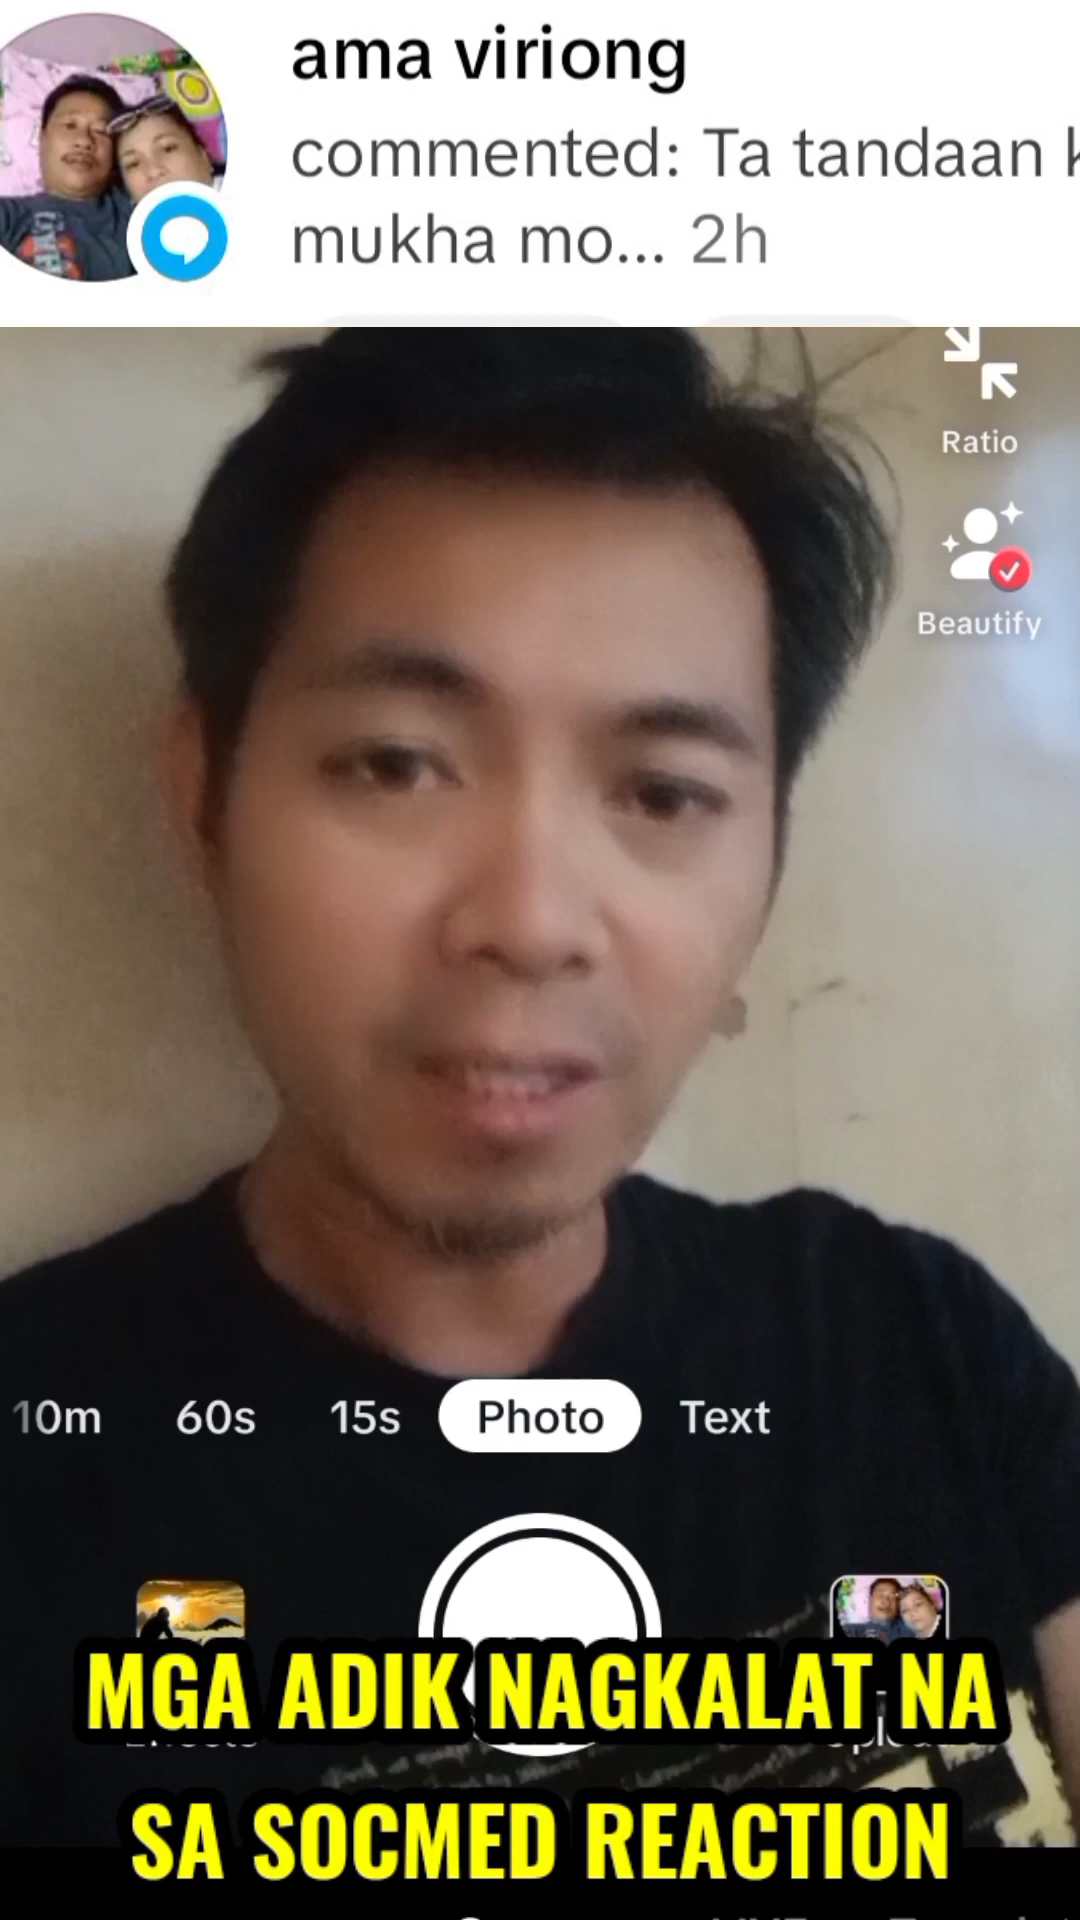 ama viriong
commented: Ta tandaan k
mukha mo... 2h
Ratio
Beautify
10m 60s 15s Photo Text
MGA ADIK NAGKALAT NA
SA SOCMED REACTION